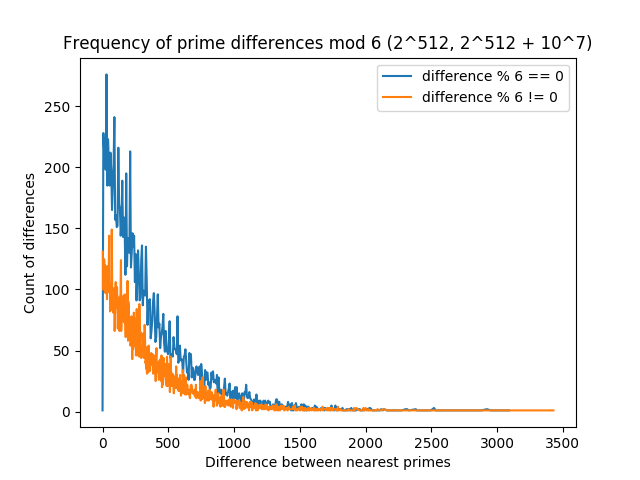 Frequency of prime differences mod 6 (2^512, 2^512 + 10^7)
difference % 6 == 0
difference % 6 != 0
Count of differences
250
200
150
100
50
0
0 500 1000 1500 2000 2500 3000 3500
Difference between nearest primes